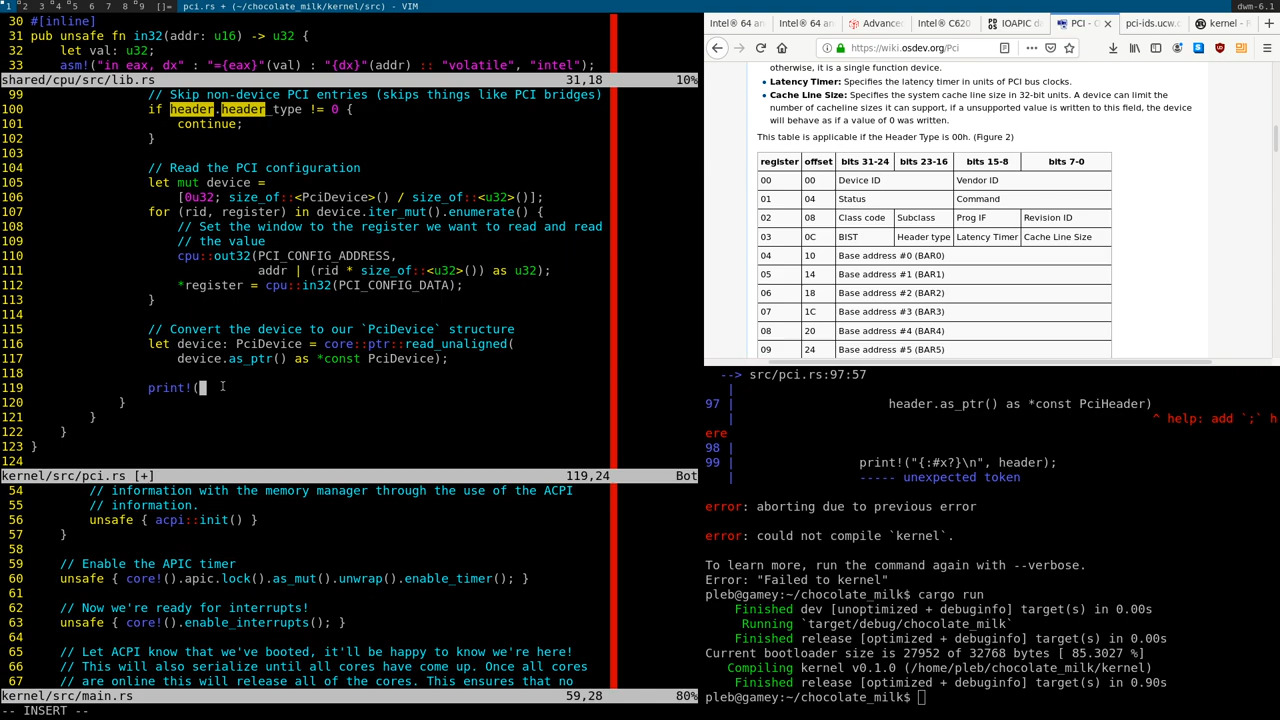 1 2 3 4 5 6 7 8 9 []= pci.rs + (~/chocolate_milk/kernel/src) - VIM dwm-6.1
30 #[inline]
31 pub unsafe fn in32(addr: u16) -> u32 {
32 let val: u32;
33 asm!("in eax, dx" : "={eax}"(val) : "{dx}"(addr) :: "volatile", "intel");
shared/cpu/src/lib.rs 31,18 10%
99 // Skip non-device PCI entries (skips things like PCI bridges)
100 if header.header_type != 0 {
101 continue;
102 }
103
104 // Read the PCI configuration
105 let mut device =
106 [0u32; size_of::<PciDevice>() / size_of::<u32>()];
107 for (rid, register) in device.iter_mut().enumerate() {
108 // Set the window to the register we want to read and read
109 // the value
110 cpu::out32(PCI_CONFIG_ADDRESS,
111 addr | (rid * size_of::<u32>()) as u32);
112 *register = cpu::in32(PCI_CONFIG_DATA);
113 }
114
115 // Convert the device to our `PciDevice` structure
116 let device: PciDevice = core::ptr::read_unaligned(
117 device.as_ptr() as *const PciDevice);
118
119 print!(
120 }
121 }
122 }
123 }
124
kernel/src/pci.rs [+] 119,24 Bot
54 // information with the memory manager through the use of the ACPI
55 // information.
56 unsafe { acpi::init() }
57 }
58
59 // Enable the APIC timer
60 unsafe { core!().apic.lock().as_mut().unwrap().enable_timer(); }
61
62 // Now we're ready for interrupts!
63 unsafe { core!().enable_interrupts(); }
64
65 // Let ACPI know that we've booted, it'll be happy to know we're here!
66 // This will also serialize until all cores have come up. Once all cores
67 // are online this will release all of the cores. This ensures that no
kernel/src/main.rs 59,28 80%
-- INSERT --
Intel® 64 an Intel® 64 an Advance Intel® C620 IOAPIC d PCI - pci-ids.ucw.c kernel - R
https://wiki.osdev.org/Pci
otherwise, it is a single function device.
• Latency Timer: Specifies the latency timer in units of PCI bus clocks.
• Cache Line Size: Specifies the system cache line size in 32-bit units. A device can limit the
number of cacheline sizes it can support, if a unsupported value is written to this field, the device
will behave as if a value of 0 was written.
This table is applicable if the Header Type is 00h. (Figure 2)
register offset bits 31-24 bits 23-16 bits 15-8 bits 7-0
00 00 Device ID Vendor ID
01 04 Status Command
02 08 Class code Subclass Prog IF Revision ID
03 0C BIST Header type Latency Timer Cache Line Size
04 10 Base address #0 (BAR0)
05 14 Base address #1 (BAR1)
06 18 Base address #2 (BAR2)
07 1C Base address #3 (BAR3)
08 20 Base address #4 (BAR4)
09 24 Base address #5 (BAR5)
--> src/pci.rs:97:57
|
97 | header.as_ptr() as *const PciHeader)
| ^ help: add `;` h
ere
98 |
99 | print!("{:#x?}\n", header);
| ----- unexpected token
error: aborting due to previous error
error: could not compile `kernel`.
To learn more, run the command again with --verbose.
Error: "Failed to kernel"
pleb@gamey:~/chocolate_milk$ cargo run
Finished dev [unoptimized + debuginfo] target(s) in 0.00s
Running `target/debug/chocolate_milk`
Finished release [optimized + debuginfo] target(s) in 0.00s
Current bootloader size is 27952 of 32768 bytes [ 85.3027 %]
Compiling kernel v0.1.0 (/home/pleb/chocolate_milk/kernel)
Finished release [optimized + debuginfo] target(s) in 0.90s
pleb@gamey:~/chocolate_milk$